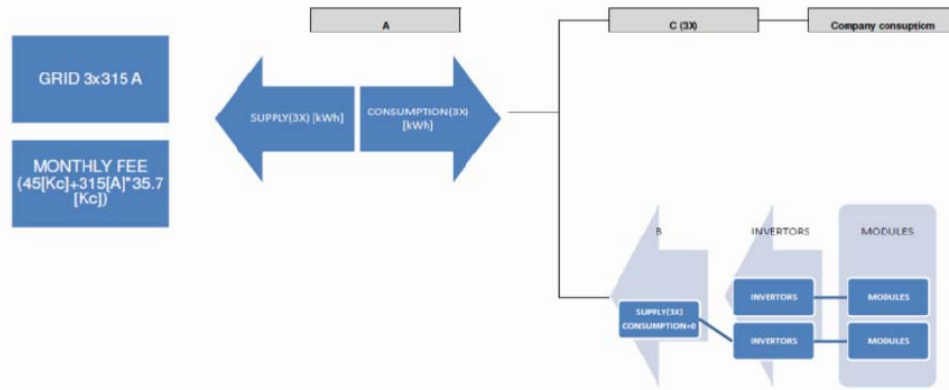 A
C (3X)
Company consuption
GRID 3x315 A
SUPPLY(3X) [kWh]
CONSUMPTION(3X)
[kWh]
MONTHLY FEE
(45[Kc]+315[A]*35.7
[Kc])
B
INVERTORS
MODULES
INVERTORS
MODULES
SUPPLY(3X)
CONSUMPTION=0
INVERTORS
MODULES